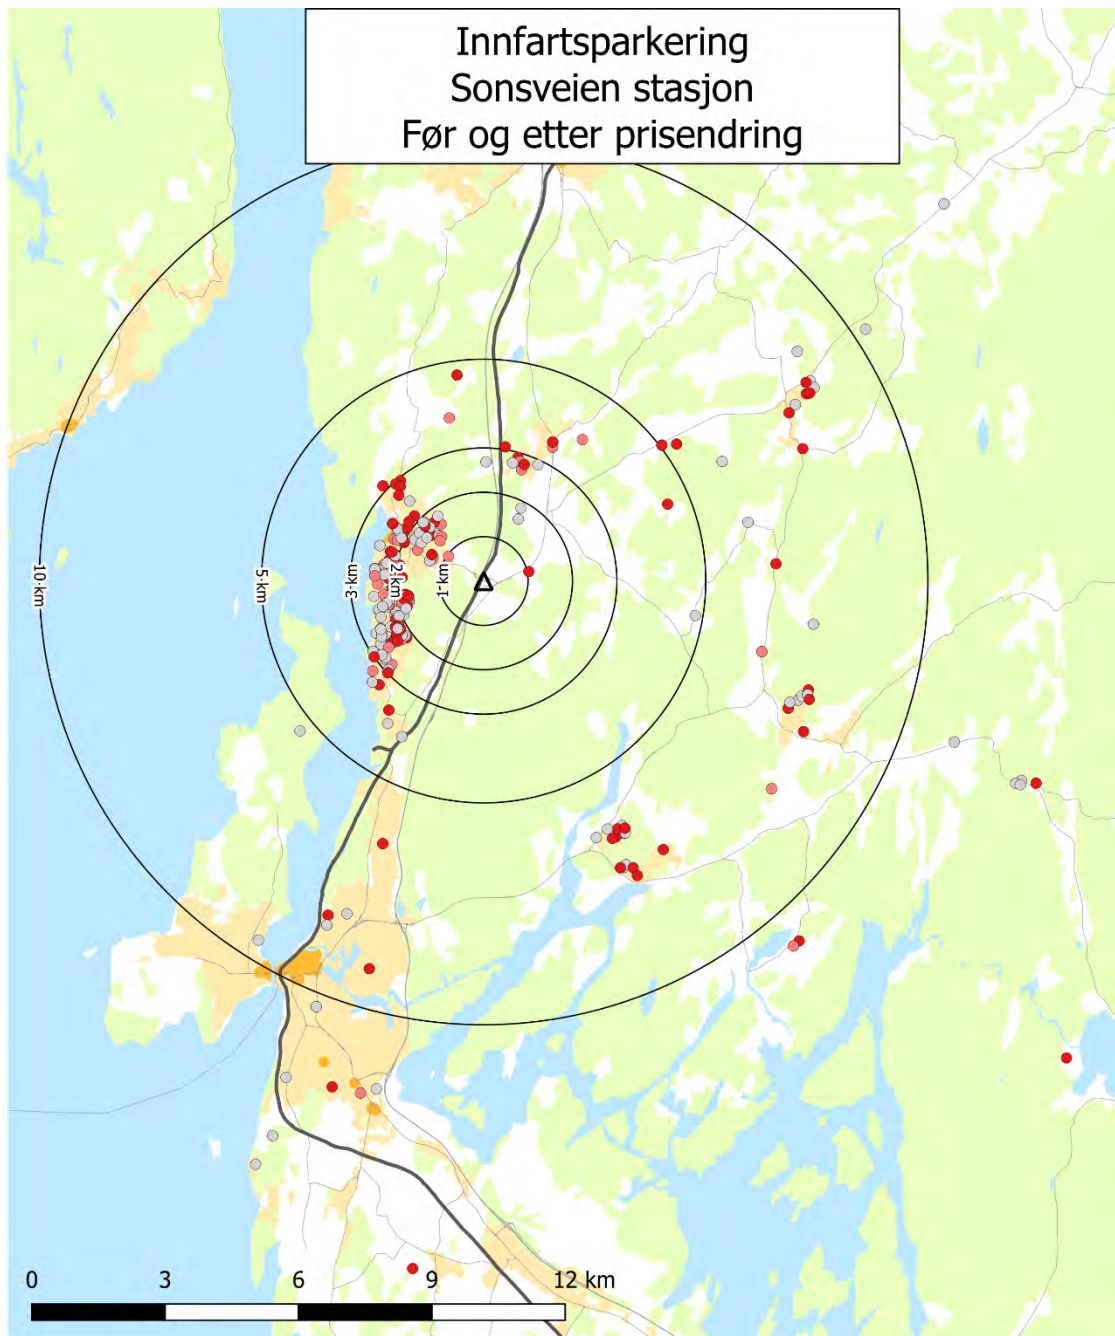 Innfartsparkering
Sonsveien stasjon
Før og etter prisendring
10 km
5 km
3 km
2 km
1 km
0 3 6 9 12 km